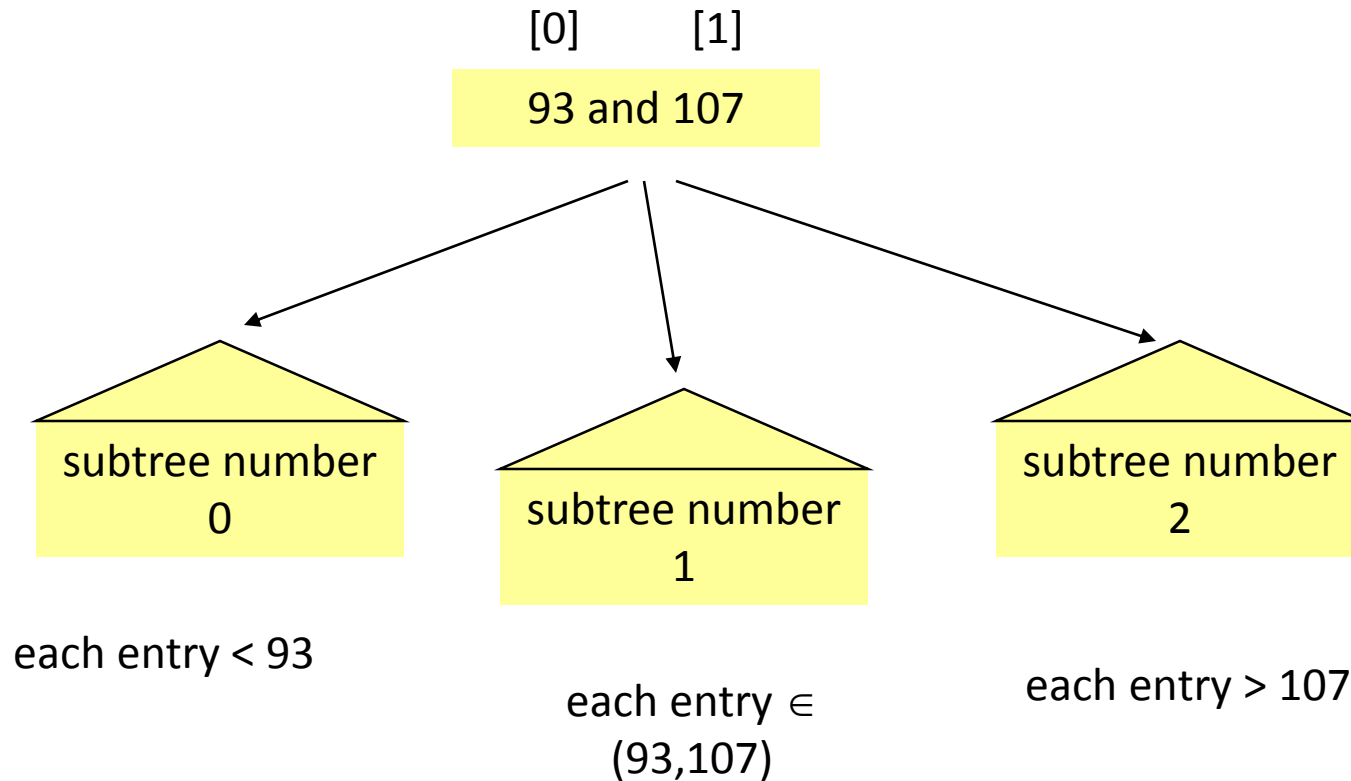 [0] [1]
93 and 107
subtree number
0
subtree number
1
subtree number
2
each entry < 93
each entry ∈
(93,107)
each entry > 107